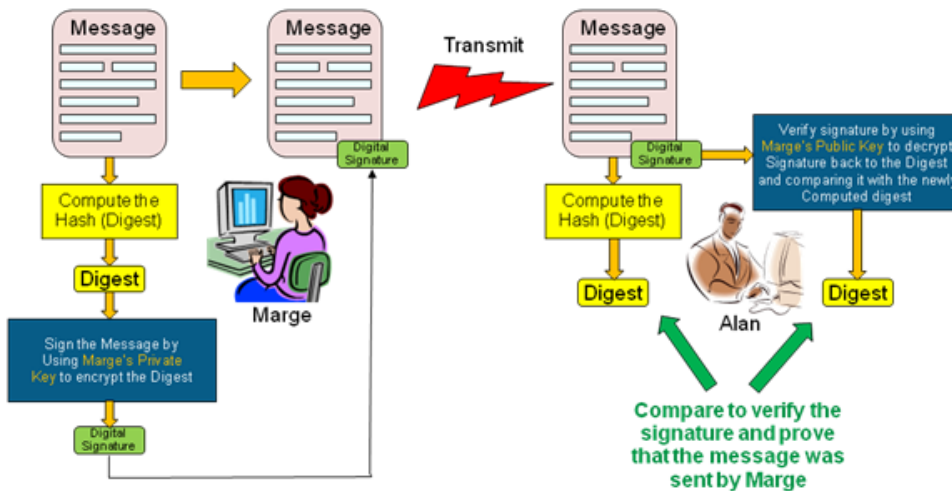 Message
Compute the
Hash (Digest)
Digest
Sign the Message by
Using Marge's Private
Key to encrypt the Digest
Digital
Signature
Message
Digital
Signature
Marge
Transmit
Message
Digital
Signature
Compute the
Hash (Digest)
Digest
Verify signature by using
Marge's Public Key to decrypt
Signature back to the Digest
and comparing it with the newly
Computed digest
Digest
Alan
Compare to verify the
signature and prove
that the message was
sent by Marge